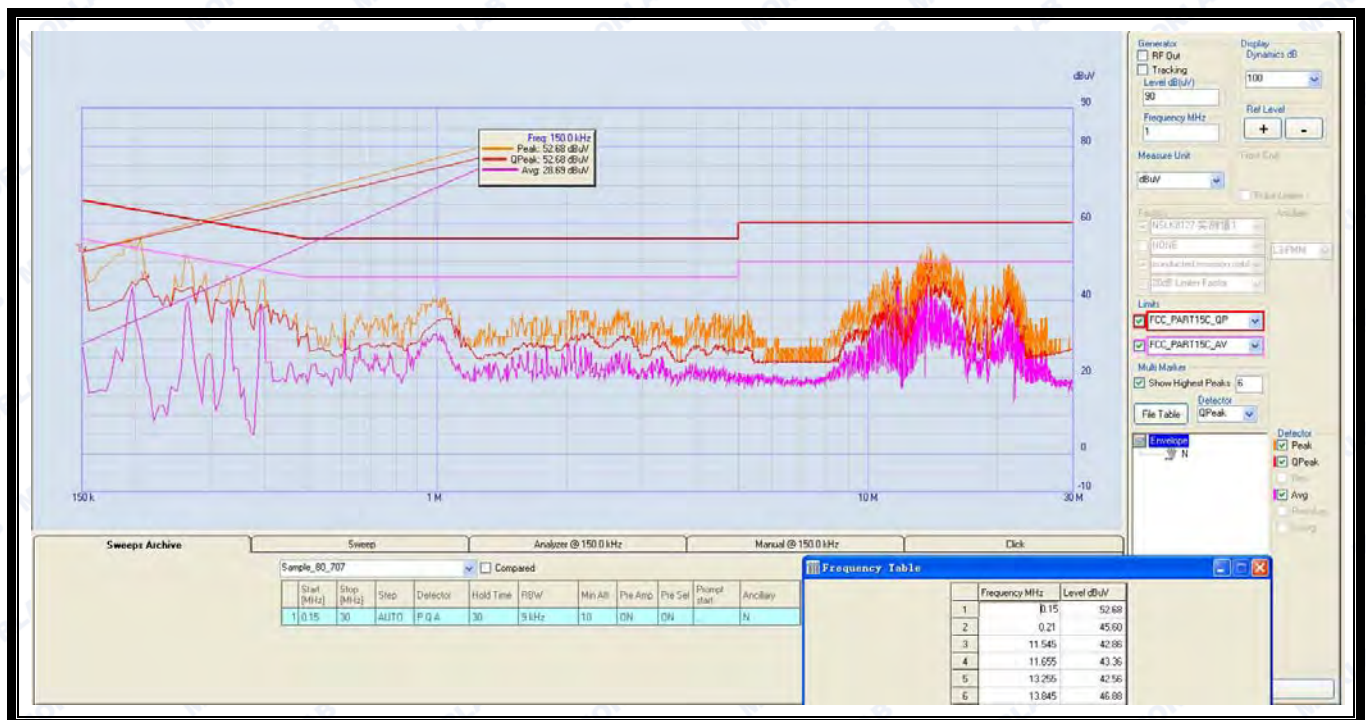 dBuV
90
80
60
40
20
0
-10
150 k
1 M
10 M
30 M
Freq: 150.0 kHz
Peak: 52.68 dBuV
QPeak: 52.68 dBuV
Avg: 28.69 dBuV
Generator
RF Out
Tracking
Level dB(uV)
90
Frequency MHz
1
Display
Dynamics dB
100
Ref Level
+ -
Measure Unit
dBuV
NONE
20dB Limiter Factor
Limits
FCC_PART15C_QP
FCC_PART15C_AV
Multi Marker
Show Highest Peaks 6
Detector
File Table QPeak
Envelope
N
Detector
Peak
QPeak
Avg
Sweeps Archive Sweep Analyzer @ 150.0 kHz Manual @ 150.0 kHz Click
Sample_80_707 Compared
Start [MHz] Stop [MHz] Step Detector Hold Time RBW Min Att Pre Amp Pre Sel Prompt start Ancillary
1 0.15 30 AUTO P Q A 30 9 kHz 10 ON ON N
Frequency Table
Frequency MHz Level dBuV
1 0.15 52.68
2 0.21 45.60
3 11.545 42.86
4 11.655 43.36
5 13.255 42.56
6 13.845 46.88